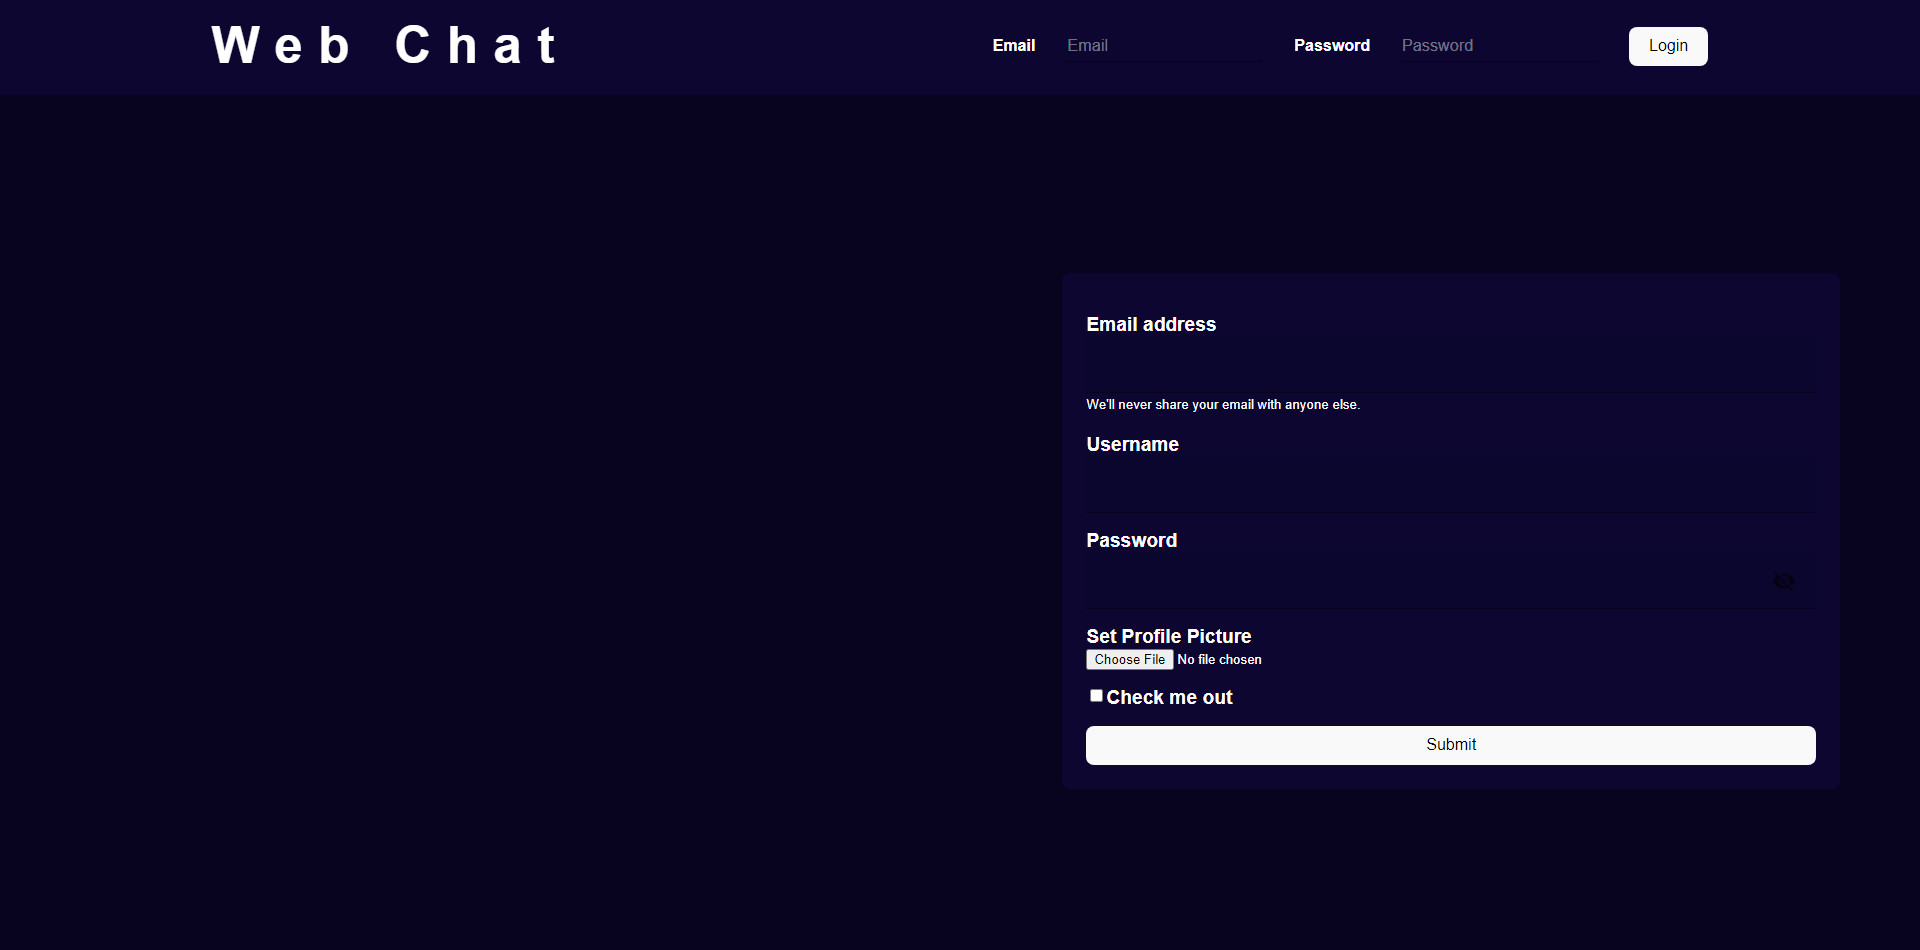 Web Chat
Email Email Password Password Login
Email address
We'll never share your email with anyone else.
Username
Password
Set Profile Picture
Choose File No file chosen
Check me out
Submit